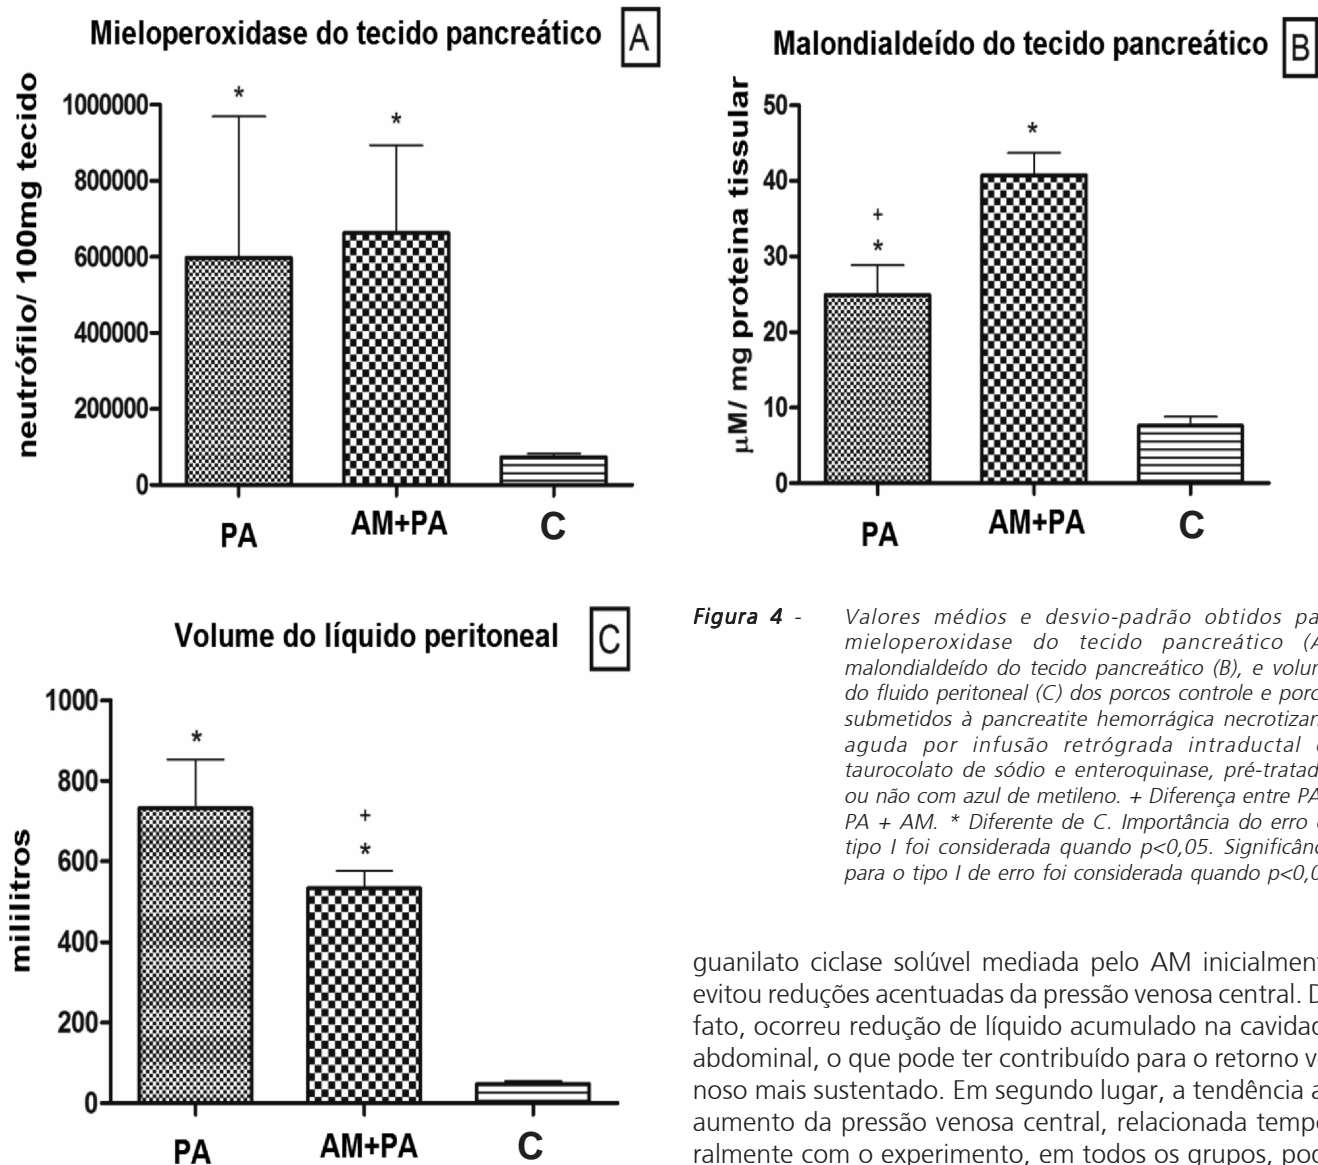 Mieloperoxidase do tecido pancreático A
neutrófilo/ 100mg tecido
1000000
800000
600000
400000
200000
0
*
*
PA
AM+PA
C
Malondialdeído do tecido pancreático B
μM/ mg proteina tissular
50
40
30
20
10
0
+
*
*
PA
AM+PA
C
Volume do líquido peritoneal C
mililitros
1000
800
600
400
200
0
*
+
*
PA
AM+PA
C
Figura 4 - Valores médios e desvio-padrão obtidos pa
mieloperoxidase do tecido pancreático (A
malondialdeído do tecido pancreático (B), e volum
do fluido peritoneal (C) dos porcos controle e porc
submetidos à pancreatite hemorrágica necrotizan
aguda por infusão retrógrada intraductal
taurocolato de sódio e enteroquinase, pré-tratad
ou não com azul de metileno. + Diferença entre PA
PA + AM. * Diferente de C. Importância do erro
tipo I foi considerada quando p<0,05. Significânc
para o tipo I de erro foi considerada quando p<0,0
guanilato ciclase solúvel mediada pelo AM inicialment
evitou reduções acentuadas da pressão venosa central. D
fato, ocorreu redução de líquido acumulado na cavidad
abdominal, o que pode ter contribuído para o retorno ve
noso mais sustentado. Em segundo lugar, a tendência a
aumento da pressão venosa central, relacionada tempo
ralmente com o experimento, em todos os grupos, pod